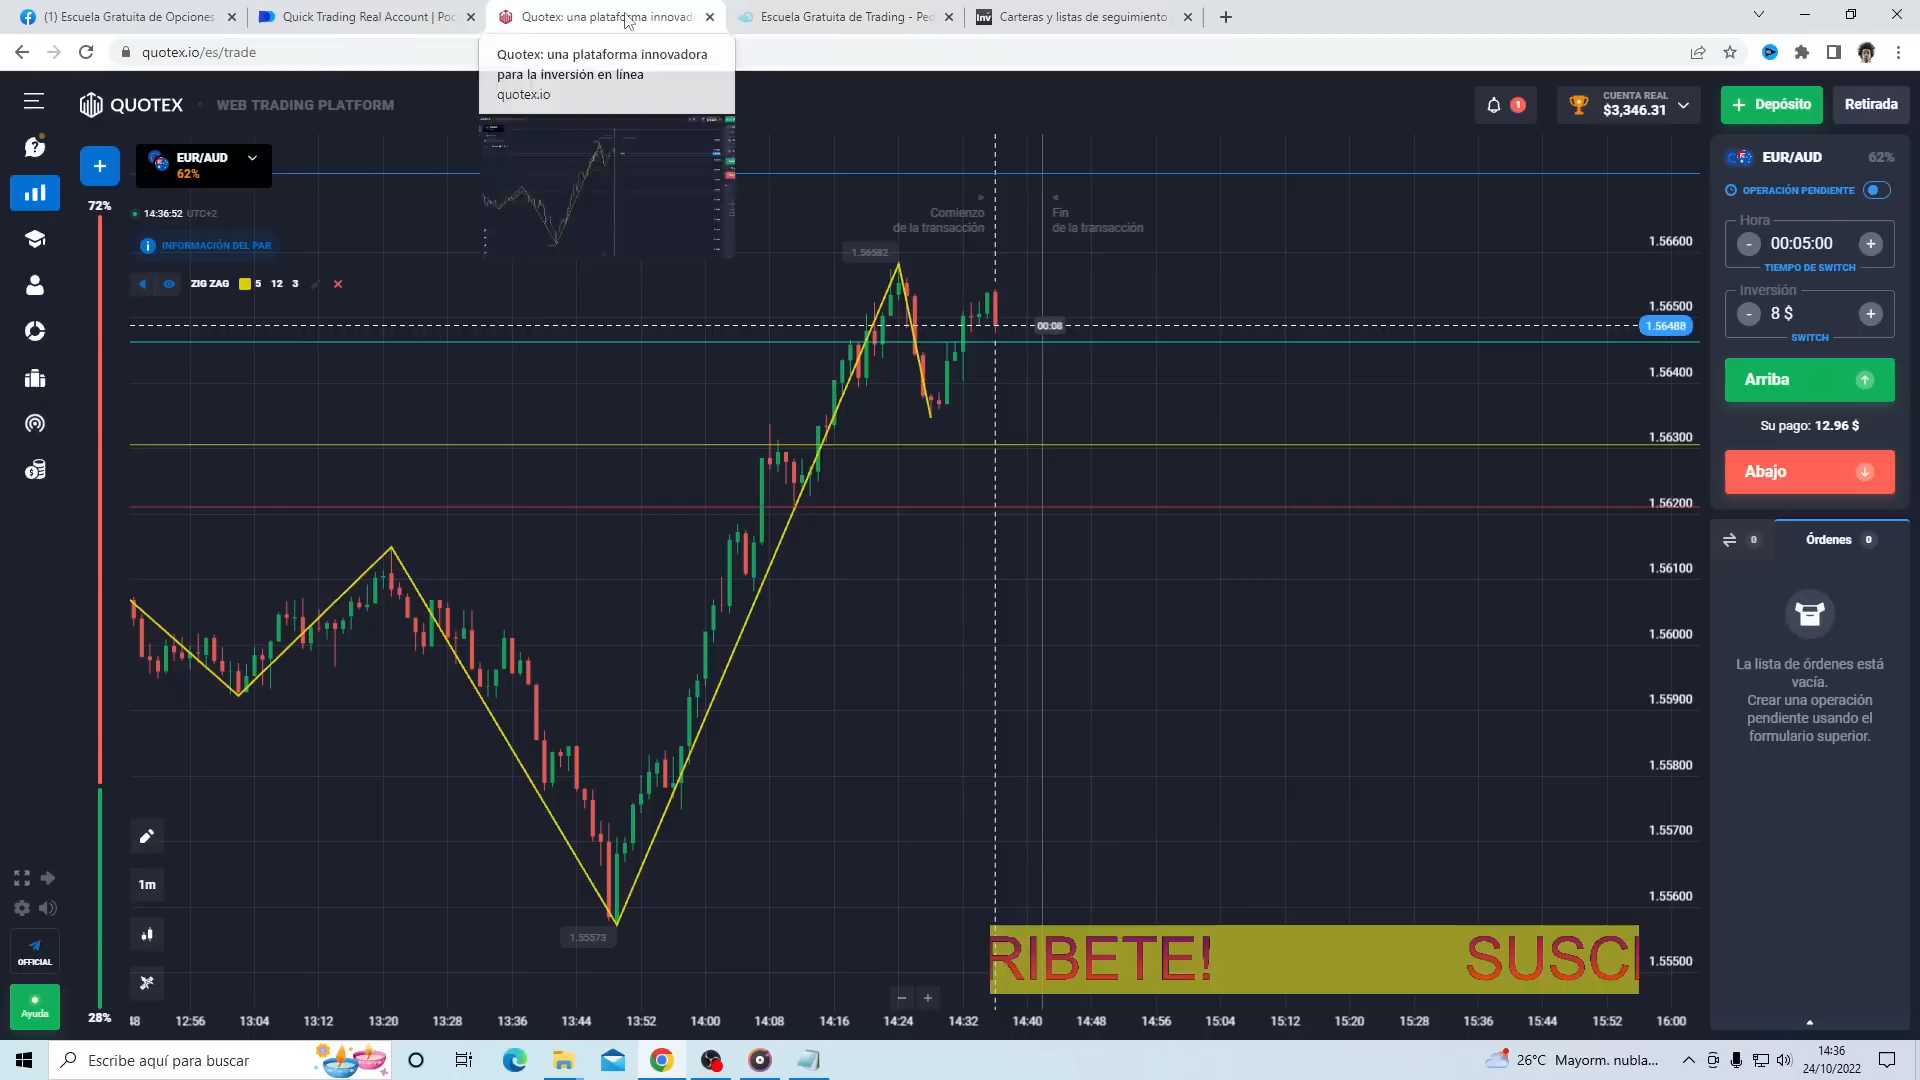 (1) Escuela Gratuita de Opciones
Quick Trading Real Account | Poc
Quotex: una plataforma innovad
Escuela Gratuita de Trading - Ped
Carteras y listas de seguimiento
quotex.io/es/trade
Quotex: una plataforma innovadora
para la inversión en línea
quotex.io
QUOTEX
WEB TRADING PLATFORM
1
CUENTA REAL
$3,346.31
+ Depósito
Retirada
EUR/AUD
62%
72%
14:36:52 UTC+2
INFORMACIÓN DEL PAR
ZIG ZAG 5 12 3
Comienzo
de la transacción
Fin
de la transacción
1.56582
00:08
1.55573
1.56600
1.56500
1.56488
1.56400
1.56300
1.56200
1.56100
1.56000
1.55900
1.55800
1.55700
1.55600
1.55500
EUR/AUD 62%
OPERACIÓN PENDIENTE
Hora
- 00:05:00 +
TIEMPO DE SWITCH
Inversión
- 8 $ +
SWITCH
Arriba
Su pago: 12.96 $
Abajo
0
Órdenes 0
La lista de órdenes está
vacía.
Crear una operación
pendiente usando el
formulario superior.
1m
OFFICIAL
Ayuda
28%
RIBETE! SUSCI
:48 12:56 13:04 13:12 13:20 13:28 13:36 13:44 13:52 14:00 14:08 14:16 14:24 14:32 14:40 14:48 14:56 15:04 15:12 15:20 15:28 15:36 15:44 15:52 16:00
Escribe aquí para buscar
26°C Mayorm. nubla...
14:36
24/10/2022